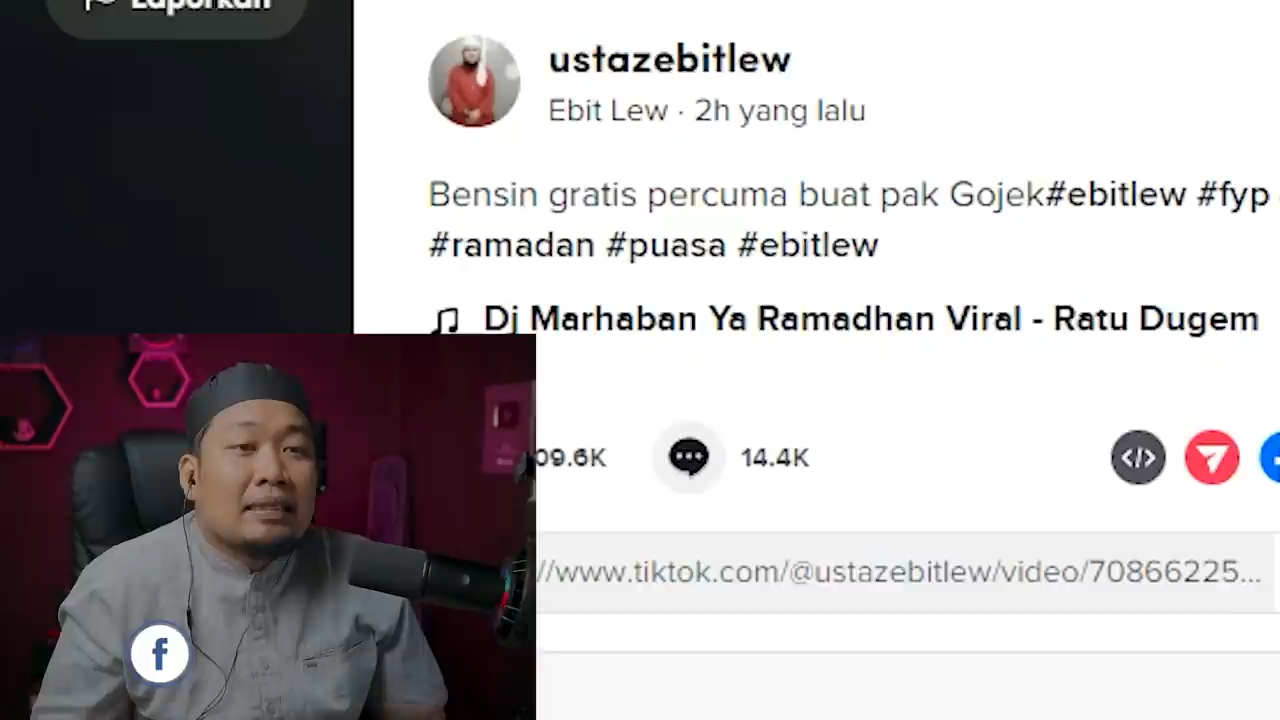 Laporkan
ustazebitlew
Ebit Lew · 2h yang lalu
Bensin gratis percuma buat pak Gojek#ebitlew #fyp
#ramadan #puasa #ebitlew
Dj Marhaban Ya Ramadhan Viral - Ratu Dugem
09.6K
14.4K
//www.tiktok.com/@ustazebitlew/video/70866225...